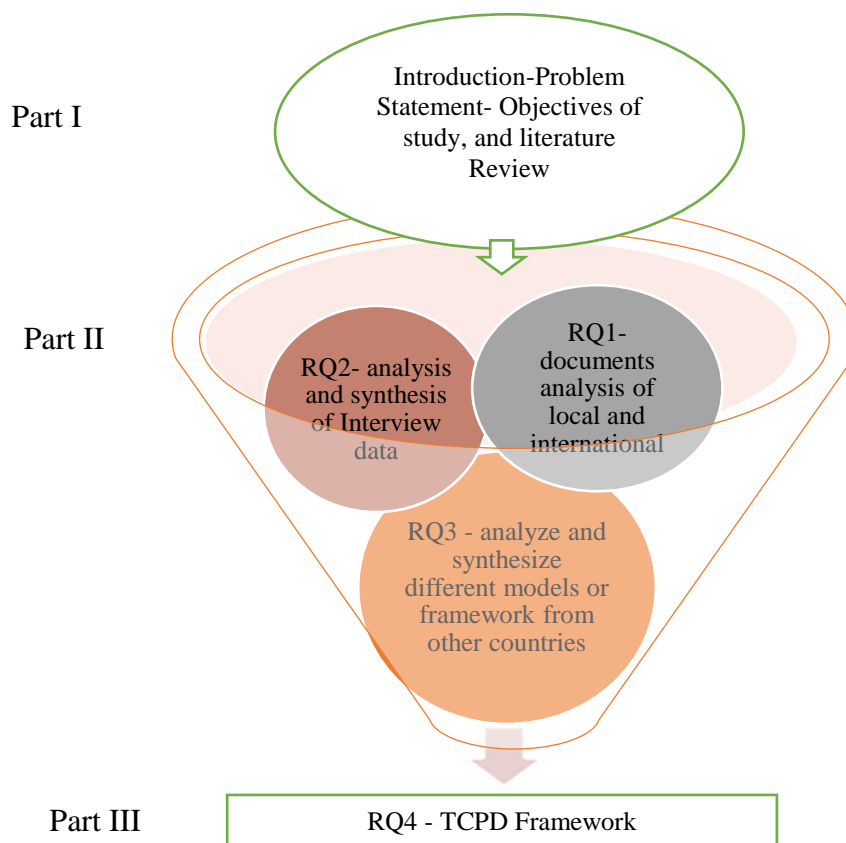 Part I
Introduction-Problem
Statement- Objectives of
study, and literature
Review
Part II
RQ2- analysis
and synthesis
of Interview
data
RQ1-
documents
analysis of
local and
international
RQ3 - analyze and
synthesize
different models or
framework from
other countries
Part III
RQ4 - TCPD Framework